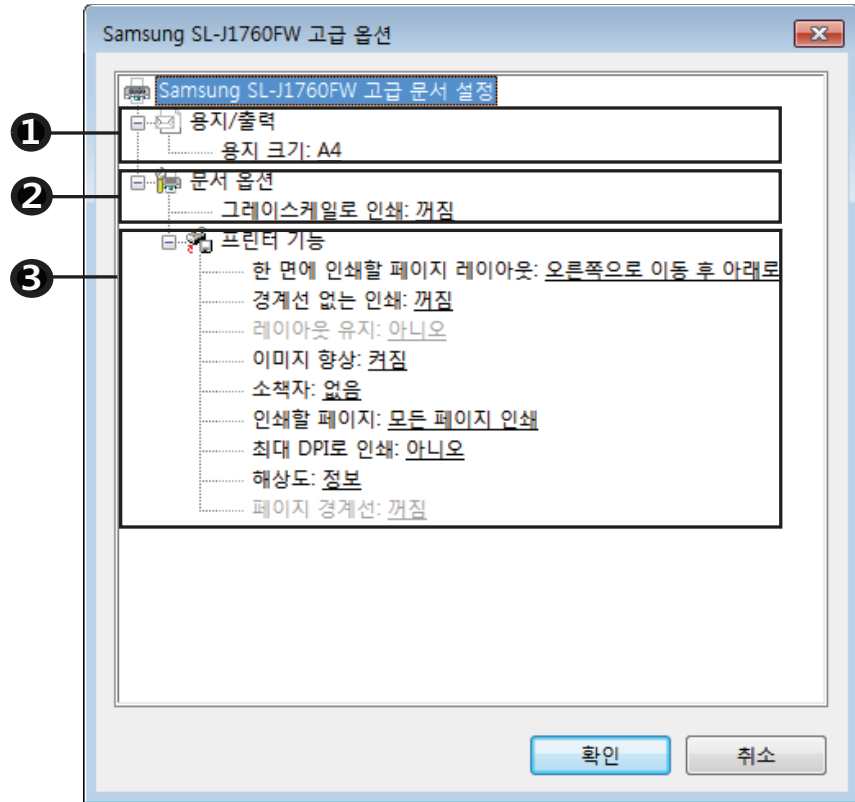 Samsung SL-J1760FW 고급 옵션
Samsung SL-J1760FW 고급 문서 설정
1 용지/출력
용지 크기: A4
2 문서 옵션
그레이스케일로 인쇄: 꺼짐
3 프린터 기능
한 면에 인쇄할 페이지 레이아웃: 오른쪽으로 이동 후 아래로
경계선 없는 인쇄: 꺼짐
레이아웃 유지: 아니오
이미지 향상: 켜짐
소책자: 없음
인쇄할 페이지: 모든 페이지 인쇄
최대 DPI로 인쇄: 아니오
해상도: 정보
페이지 경계선: 꺼짐
확인 취소